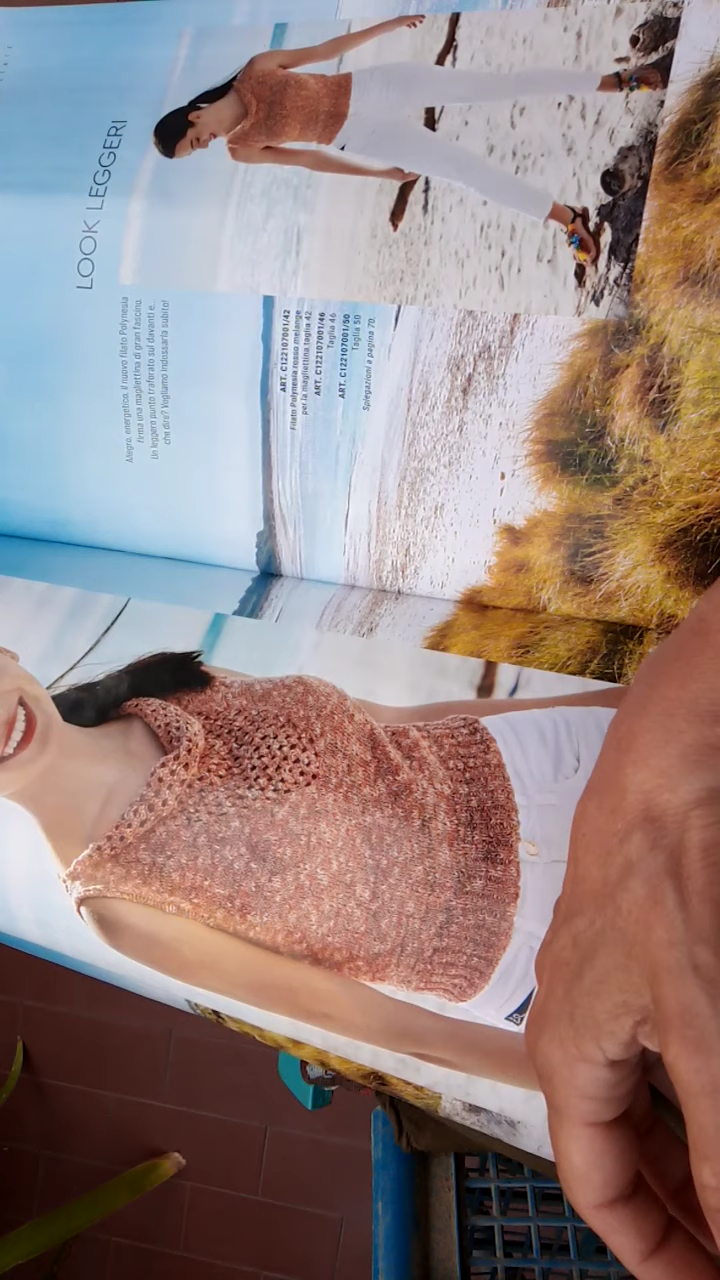 LOOK LEGGERI
Allegro, energetico, il nuovo filato Polynesia
firma una magliettina di gran fascino.
Un leggero punto traforato sul davanti e...
che dire? Vogliamo indossarla subito!
ART. C122107001/42
Filato Polynesia rosso melange
per la magliettina taglia 42
ART. C122107001/46
Taglia 46
ART. C122107001/50
Taglia 50
Spiegazioni a pagina 70.